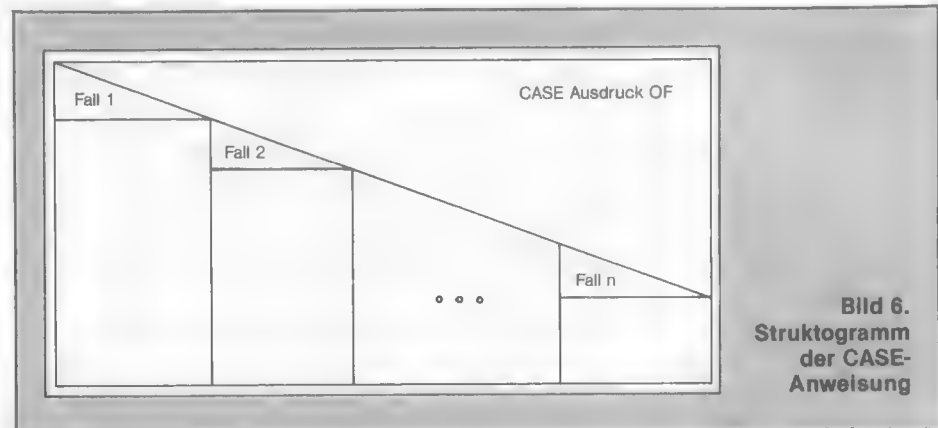 CASE Ausdruck OF
Fall 1
Fall 2
Fall n
Bild 6.
Struktogramm
der CASE-
Anweisung